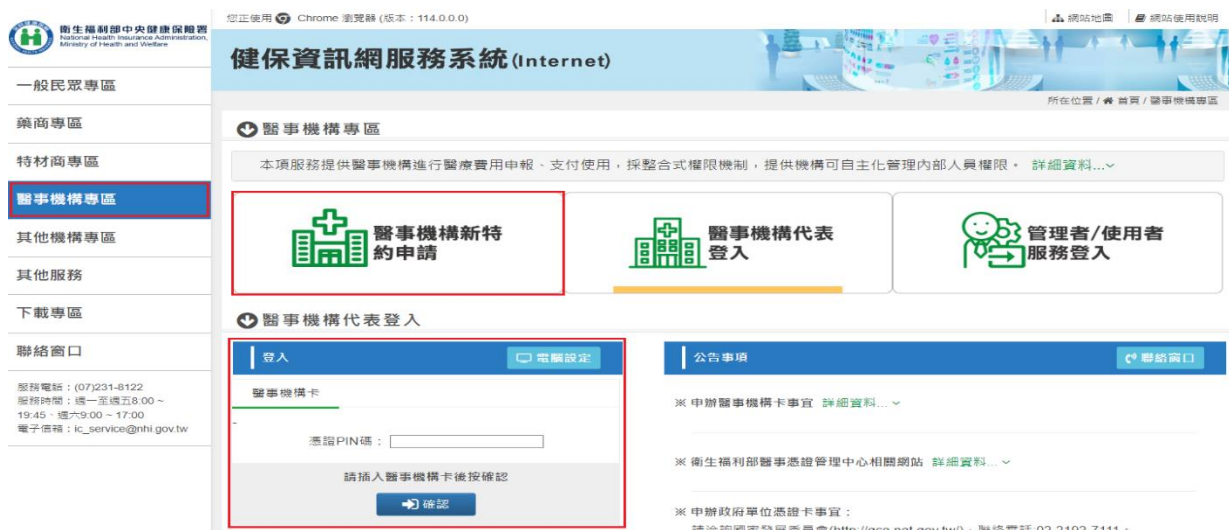 衛生福利部中央健康保險署
National Health Insurance Administration,
Ministry of Health and Welfare
一般民眾專區
藥商專區
特材商專區
醫事機構專區
其他機構專區
其他服務
下載專區
聯絡窗口
服務電話：(07)231-8122
服務時間：週一至週五8:00 ~
19:45，週六9:00 ~ 17:00
電子信箱：ic_service@nhi.gov.tw
您正使用 Chrome 瀏覽器 (版本：114.0.0.0)
網站地圖
網站使用說明
健保資訊網服務系統(Internet)
所在位置 / 首頁 / 醫事機構專區
醫事機構專區
本項服務提供醫事機構進行醫療費用申報、支付使用，採整合式權限機制，提供機構可自主化管理內部人員權限。 詳細資料...
醫事機構新特
約申請
醫事機構代表
登入
管理者/使用者
服務登入
醫事機構代表登入
登入
電腦設定
醫事機構卡
-
憑證PIN碼：
請插入醫事機構卡後按確認
確認
公告事項
聯絡窗口
※ 申辦醫事機構卡事宜 詳細資料...
※ 衛生福利部醫事憑證管理中心相關網站 詳細資料...
※ 申辦政府單位憑證卡事宜：